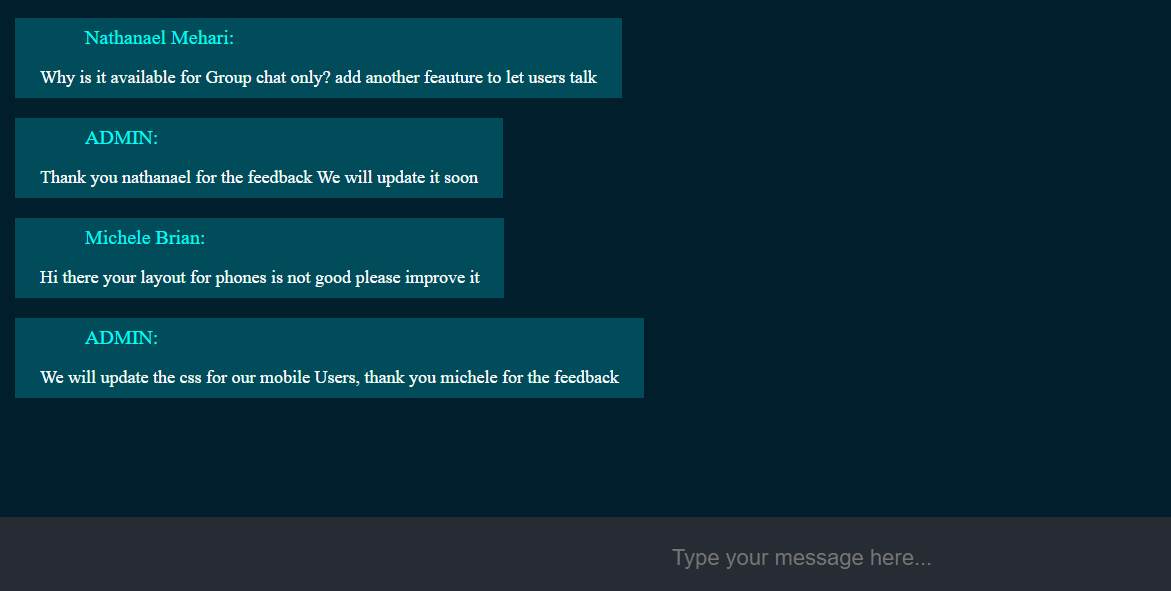 Nathanael Mehari:
Why is it available for Group chat only? add another feauture to let users talk
ADMIN:
Thank you nathanael for the feedback We will update it soon
Michele Brian:
Hi there your layout for phones is not good please improve it
ADMIN:
We will update the css for our mobile Users, thank you michele for the feedback
Type your message here...